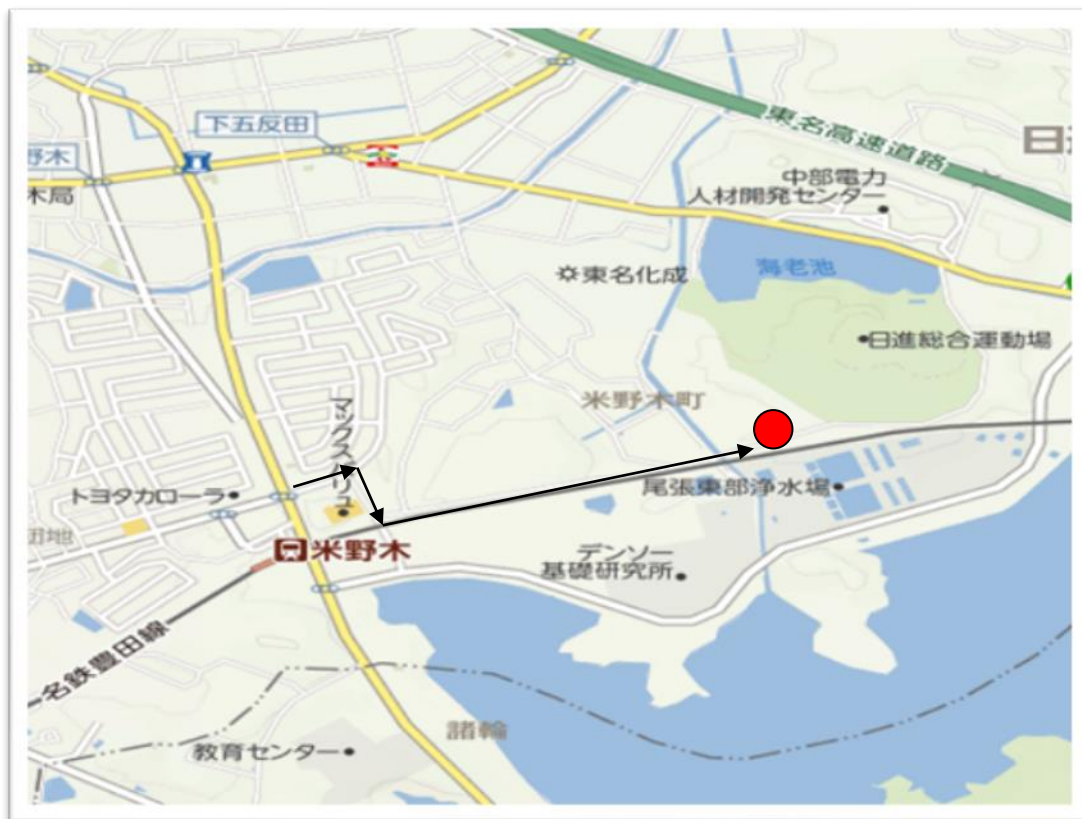 東名高速道路
下五反田
野木
木局
日進
中部電力
人材開発センター
海老池
東名化成
日進総合運動場
米野木町
マックスバリュ
トヨタカローラ
尾張東部浄水場
団地
米野木
デンソー
基礎研究所
名鉄豊田線
諸輪
教育センター